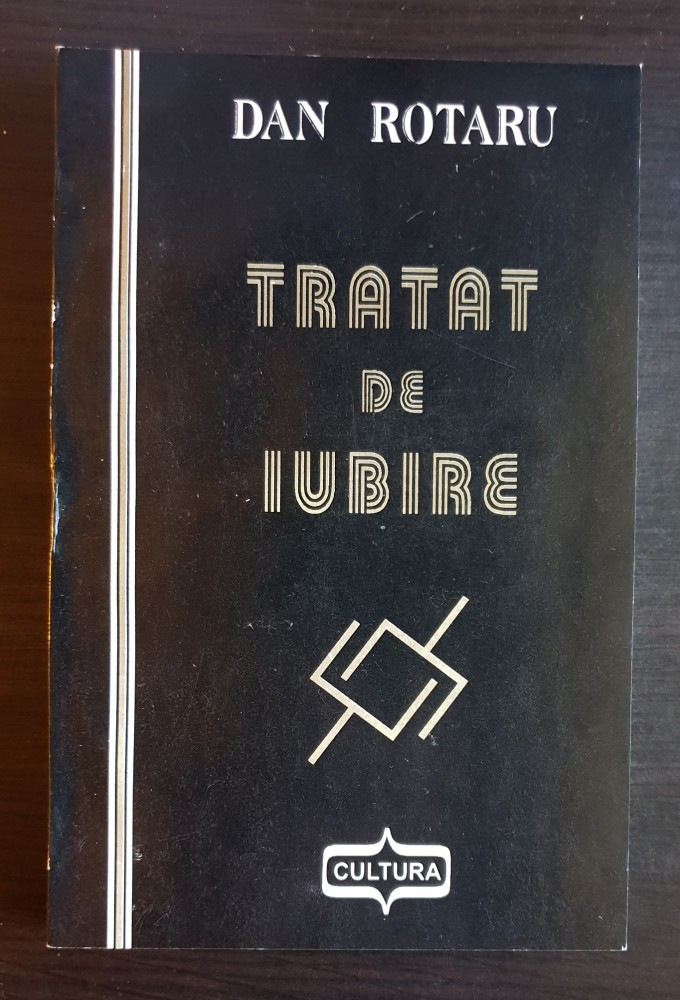 DAN ROTARU
TRATAT
DE
IUBIRE
CULTURA